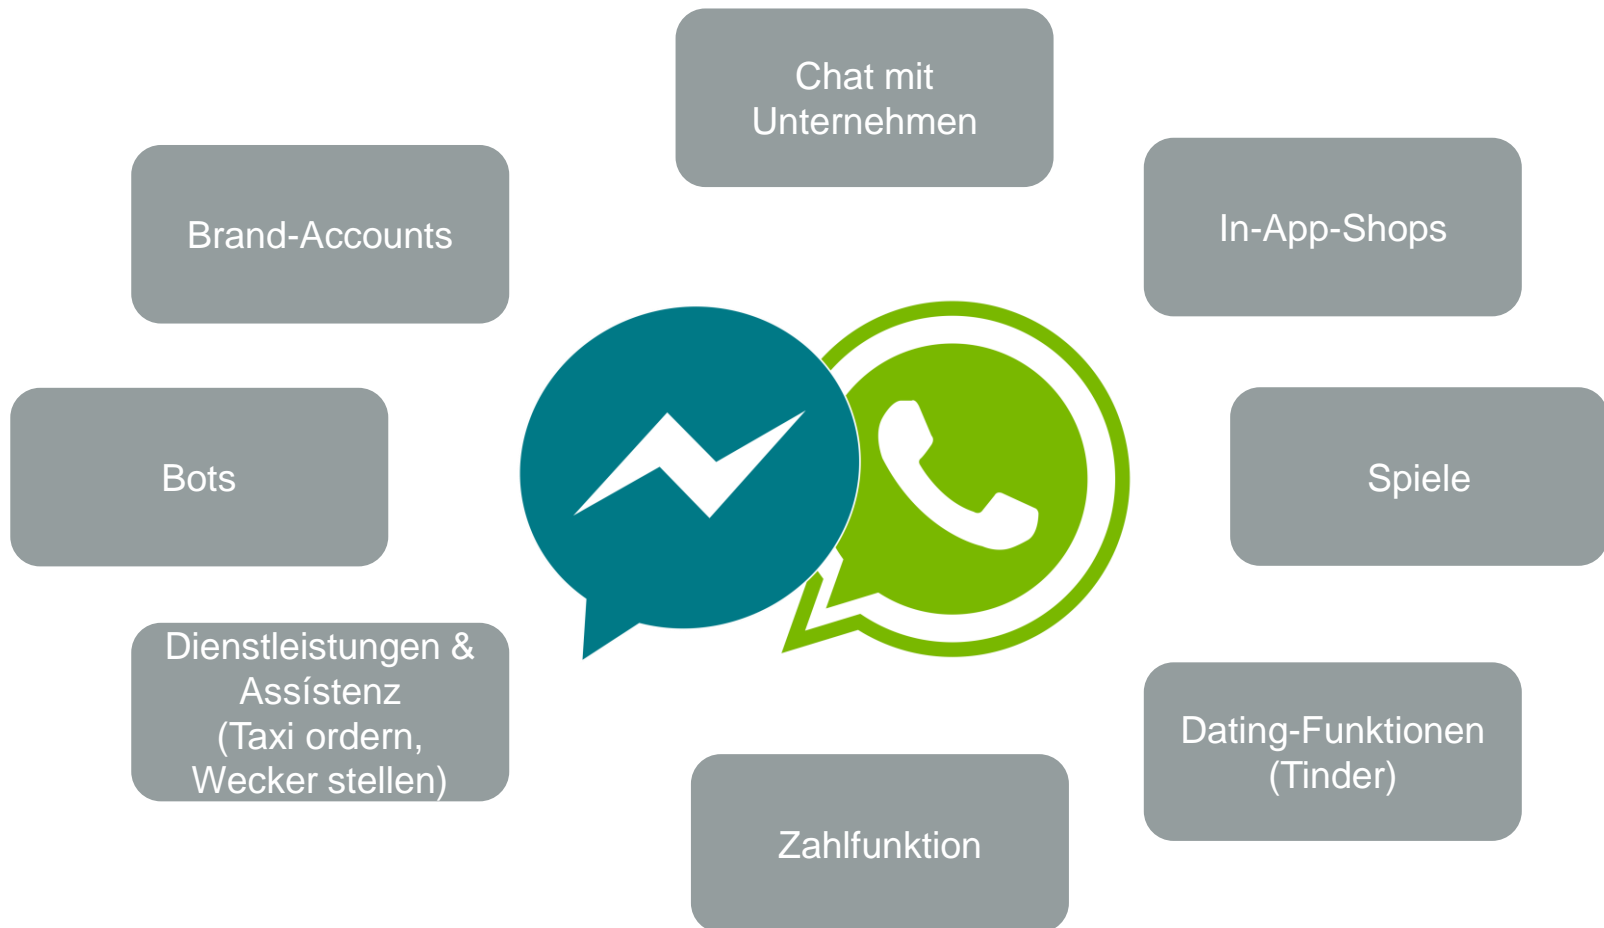 Chat mit
Unternehmen
Brand-Accounts
In-App-Shops
Bots
Spiele
Dienstleistungen &
Assístenz
(Taxi ordern,
Wecker stellen)
Dating-Funktionen
(Tinder)
Zahlfunktion